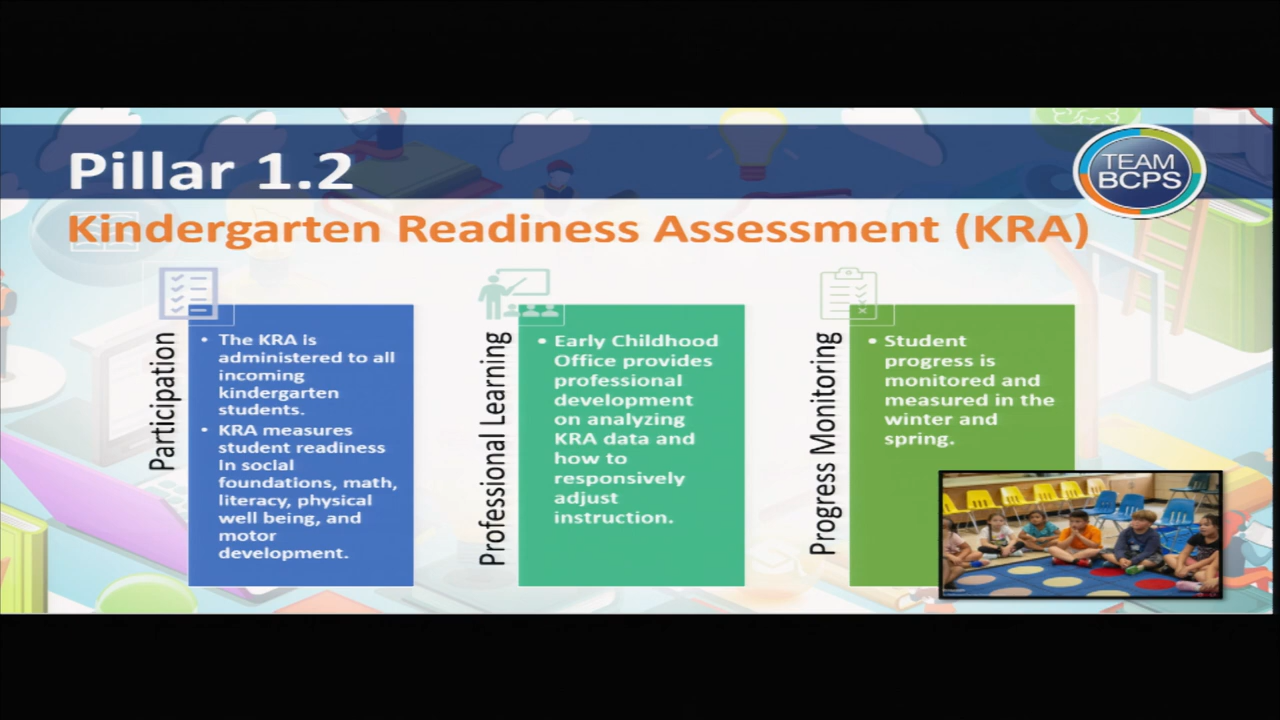 Pillar 1.2
TEAM
BCPS
Kindergarten Readiness Assessment (KRA)
Participation
• The KRA is
administered to all
incoming
kindergarten
students.
• KRA measures
student readiness
in social
foundations, math,
literacy, physical
well being, and
motor
development.
Professional Learning
• Early Childhood
Office provides
professional
development
on analyzing
KRA data and
how to
responsively
adjust
instruction.
Progress Monitoring
• Student
progress is
monitored and
measured in the
winter and
spring.